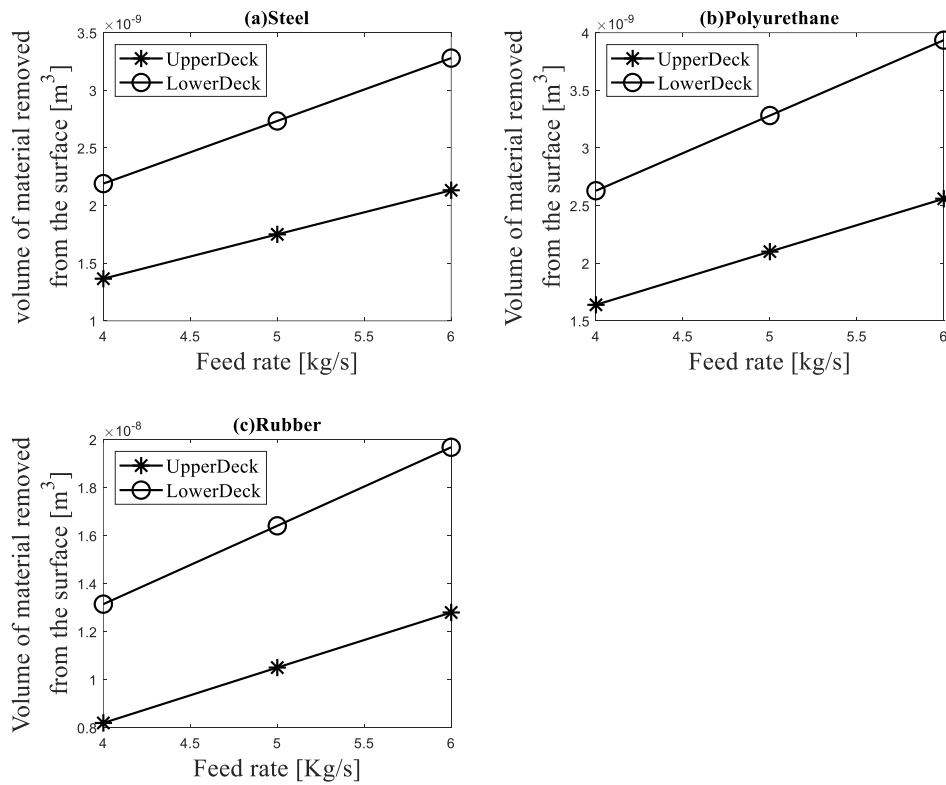 (a)Steel
×10^-9
3.5
3
2.5
2
1.5
1
4
4.5
5
5.5
6
volume of material removed
from the surface [m^3]
Feed rate [kg/s]
UpperDeck
LowerDeck
(b)Polyurethane
×10^-9
4
3.5
3
2.5
2
1.5
4
4.5
5
5.5
6
Volume of material removed
from the surface [m^3]
Feed rate [kg/s]
UpperDeck
LowerDeck
(c)Rubber
×10^-8
2
1.8
1.6
1.4
1.2
1
0.8
4
4.5
5
5.5
6
Volume of material removed
from the surface [m^3]
Feed rate [Kg/s]
UpperDeck
LowerDeck